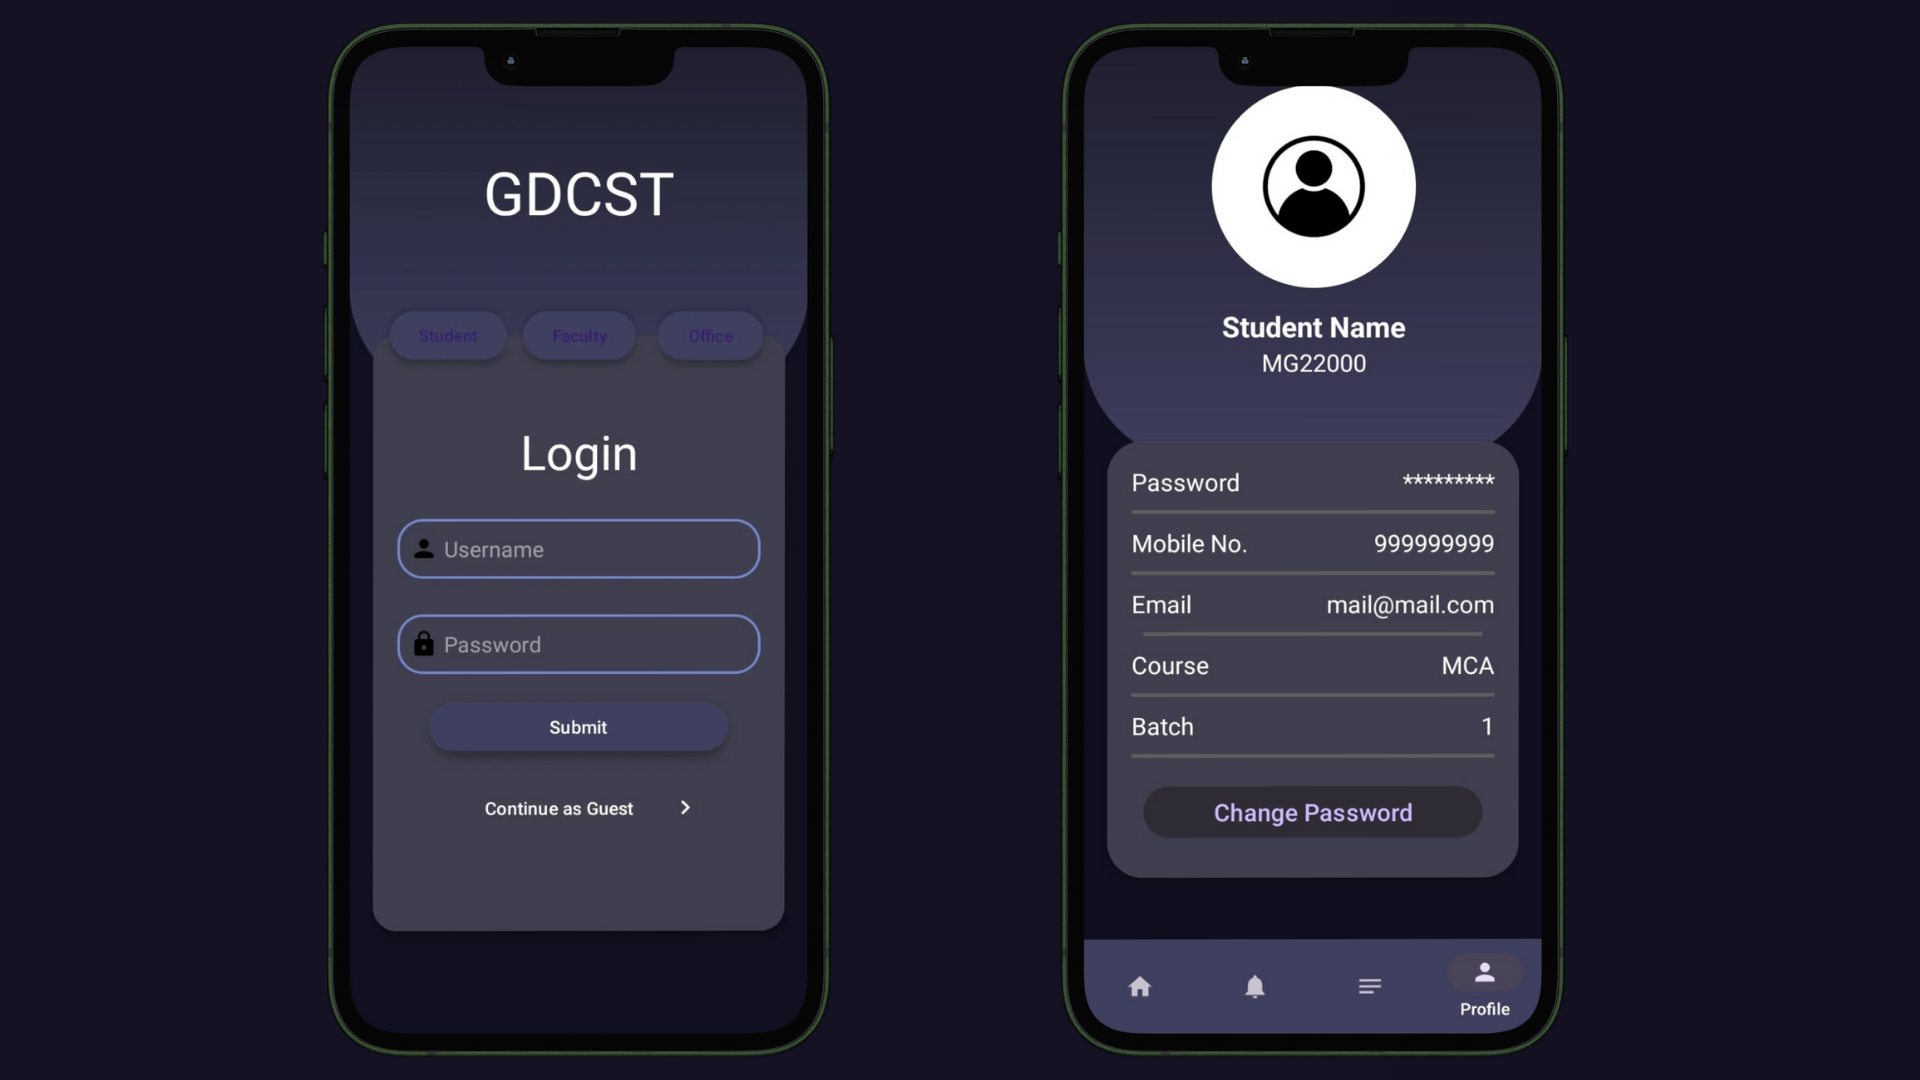 GDCST
Student
Faculty
Office
Login
Username
Password
Submit
Continue as Guest
Student Name
MG22000
Password *********
Mobile No. 999999999
Email mail@mail.com
Course MCA
Batch 1
Change Password
Profile